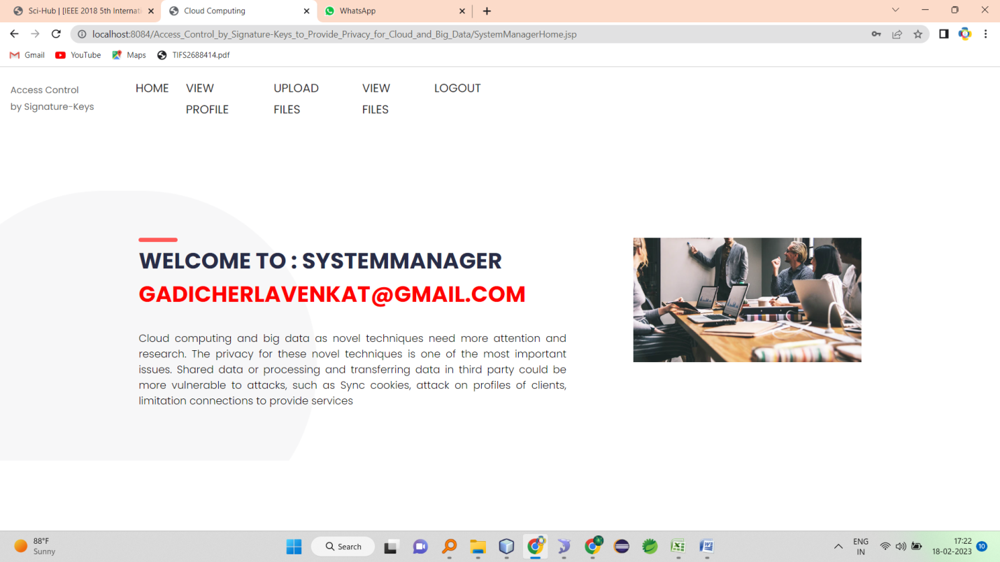 Sci-Hub | [IEEE 2018 5th Internati
Cloud Computing
WhatsApp
localhost:8084/Access_Control_by_Signature-Keys_to_Provide_Privacy_for_Cloud_and_Big_Data/SystemManagerHome.jsp
Gmail
YouTube
Maps
TIFS2688414.pdf
Access Control
by Signature-Keys
HOME
VIEW
PROFILE
UPLOAD
FILES
VIEW
FILES
LOGOUT
WELCOME TO : SYSTEMMANAGER
GADICHERLAVENKAT@GMAIL.COM
Cloud computing and big data as novel techniques need more attention and
research. The privacy for these novel techniques is one of the most important
issues. Shared data or processing and transferring data in third party could be
more vulnerable to attacks, such as Sync cookies, attack on profiles of clients,
limitation connections to provide services
88°F
Sunny
Search
ENG
IN
17:22
18-02-2023
10